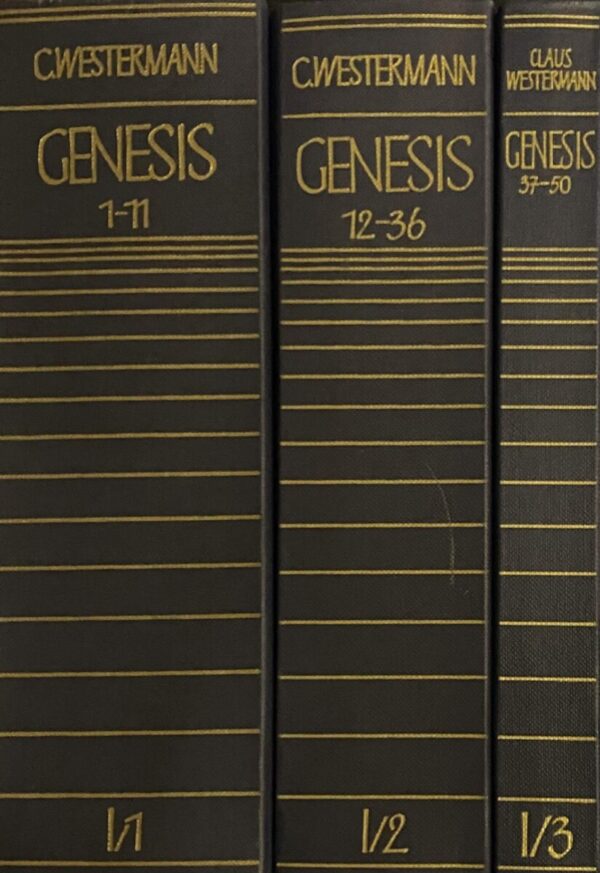 C. WESTERMANN
GENESIS
1-11
I/1
C. WESTERMANN
GENESIS
12-36
I/2
CLAUS
WESTERMANN
GENESIS
37-50
I/3